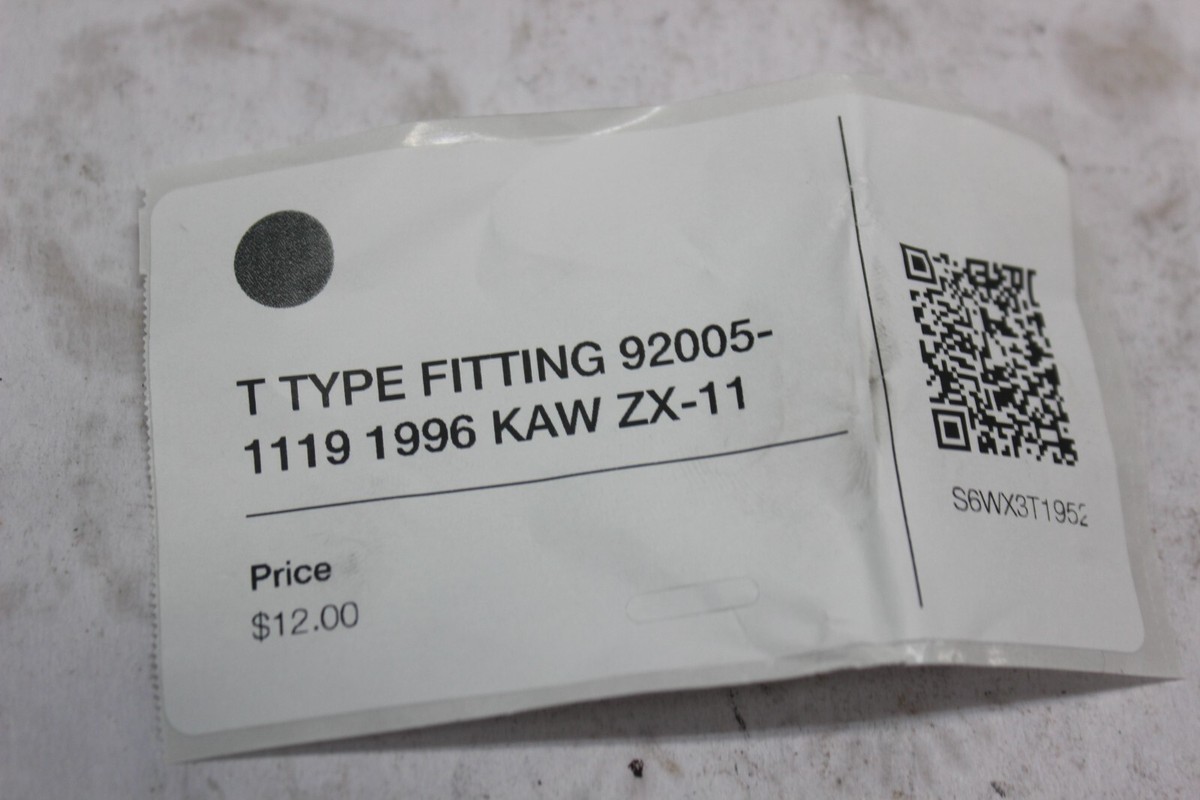 T TYPE FITTING 92005-
1119 1996 KAW ZX-11
Price
$12.00
S6WX3T1952